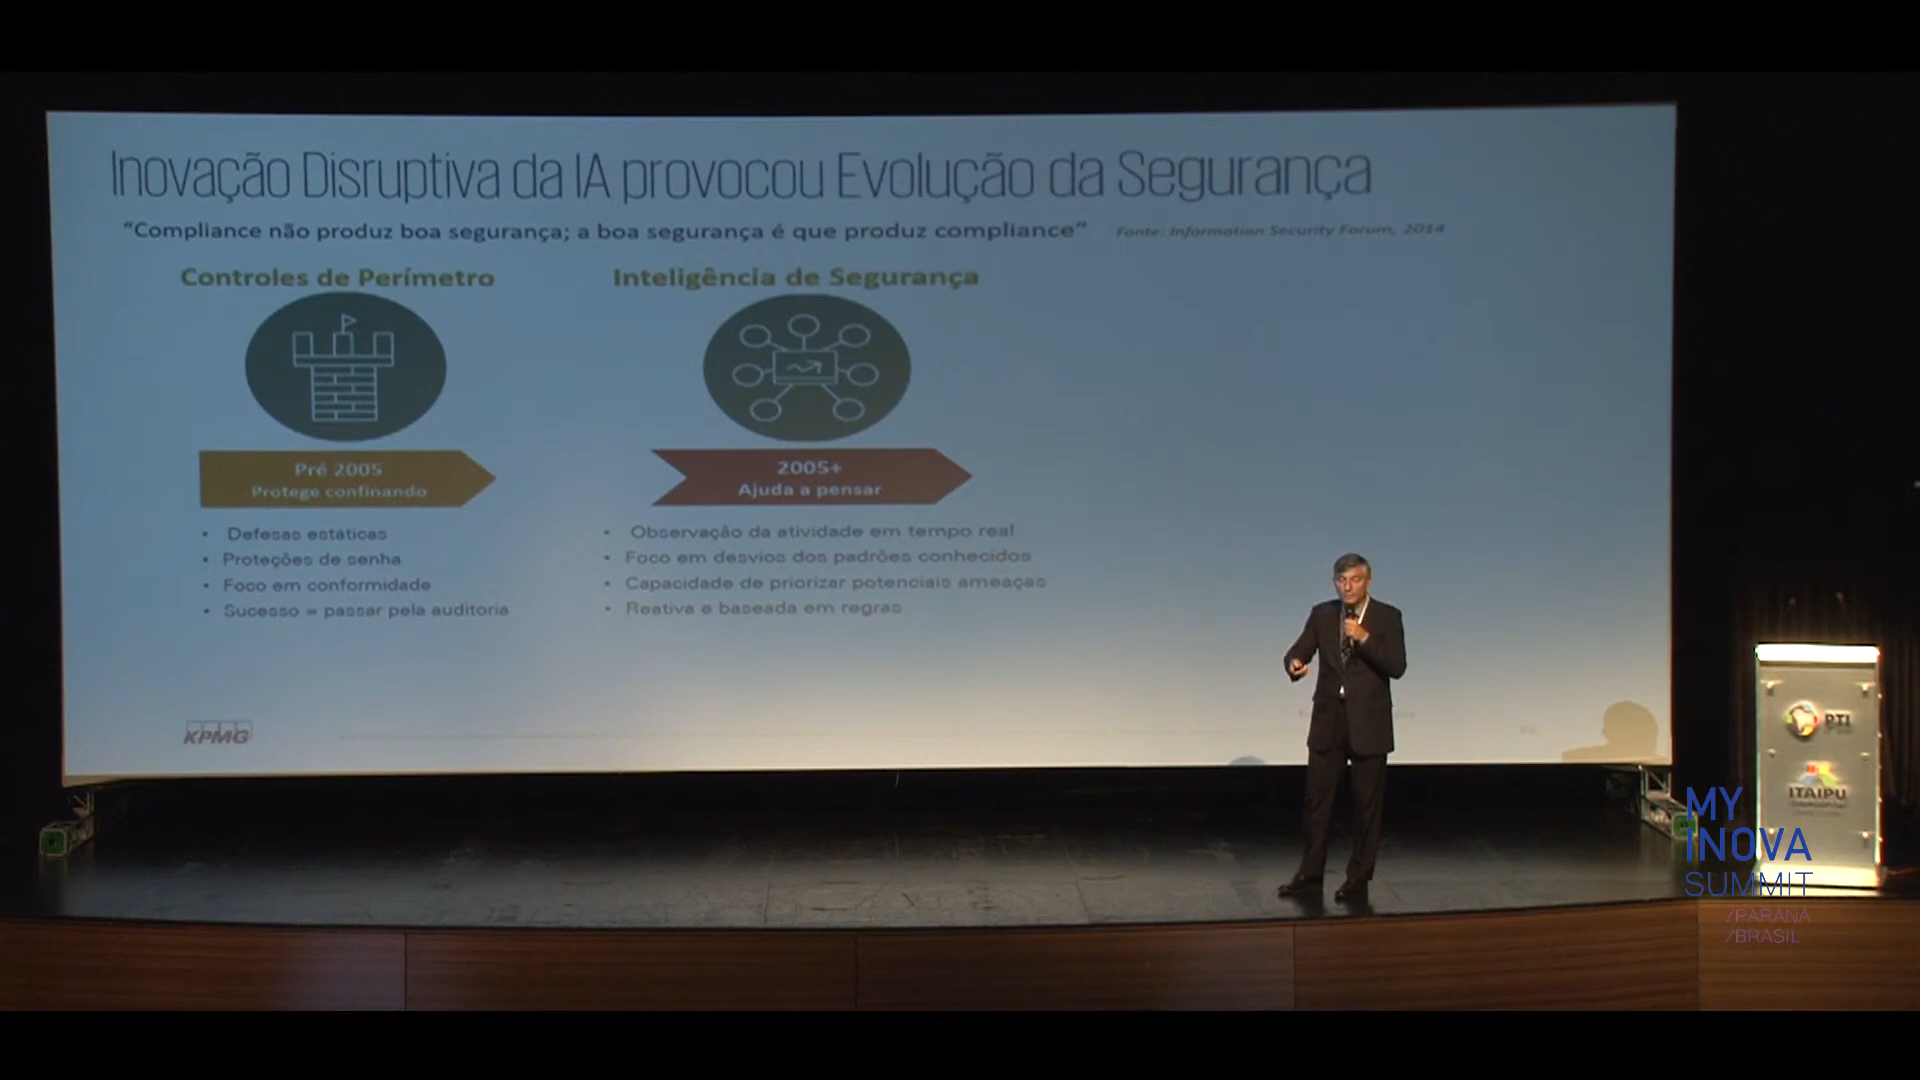 Inovação Disruptiva da IA provocou Evolução da Segurança
“Compliance não produz boa segurança; a boa segurança é que produz compliance” Fonte: Information Security Forum, 2014
Controles de Perímetro
Pré 2005
Protege confinando
• Defesas estáticas
• Proteções de senha
• Foco em conformidade
• Sucesso = passar pela auditoria
Inteligência de Segurança
2005+
Ajuda a pensar
• Observação da atividade em tempo real
• Foco em desvios dos padrões conhecidos
• Capacidade de priorizar potenciais ameaças
• Reativa e baseada em regras
KPMG
PTI
ITAIPU
MY
INOVA
SUMMIT
/PARANÁ
/BRASIL